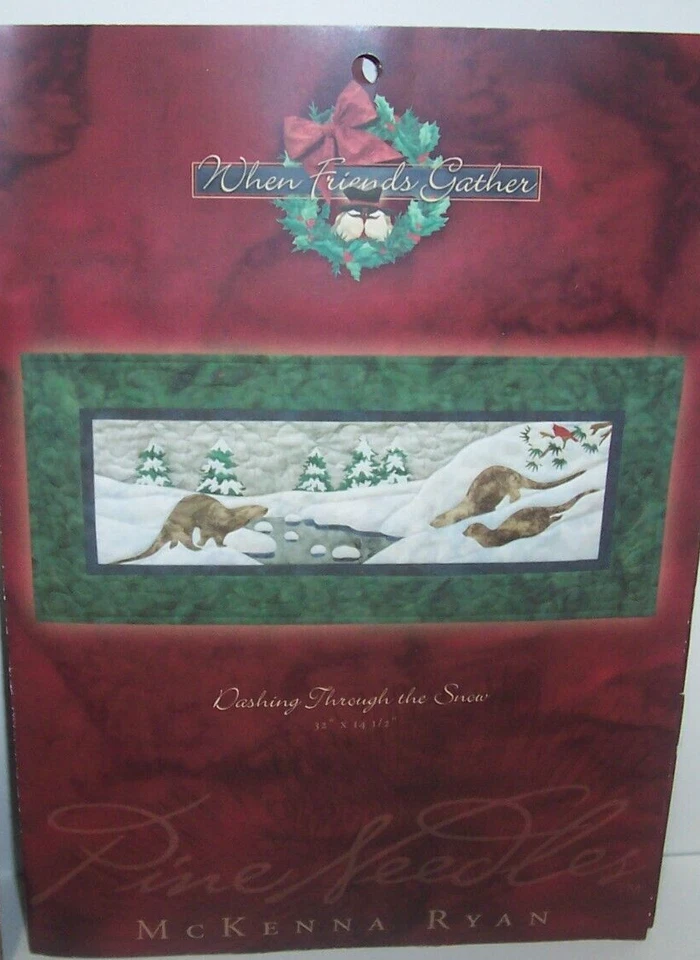 When Friends Gather
Dashing Through the Snow
32" x 14 1/2"
Pine Needles
McKenna Ryan